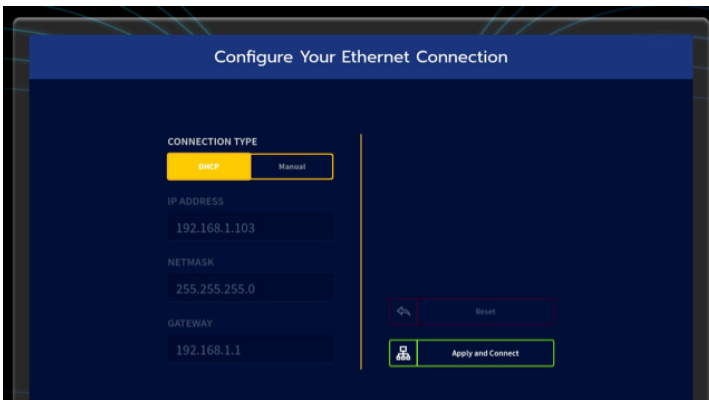 Configure Your Ethernet Connection
CONNECTION TYPE
DHCP Manual
IP ADDRESS
192.168.1.103
NETMASK
255.255.255.0
GATEWAY
192.168.1.1
Reset
Apply and Connect